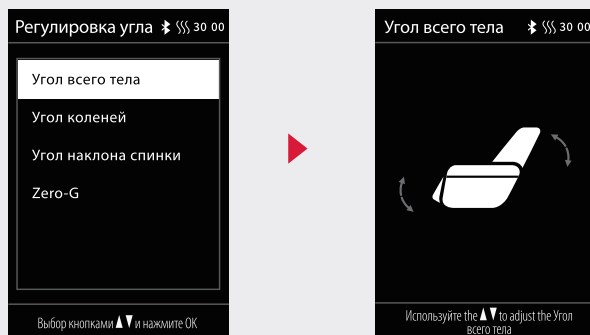 Регулировка угла 30 00
Угол всего тела
Угол коленей
Угол наклона спинки
Zero-G
Выбор кнопками ▲▼ и нажмите OK
Угол всего тела 30 00
Используйте the ▲▼ to adjust the Угол
всего тела